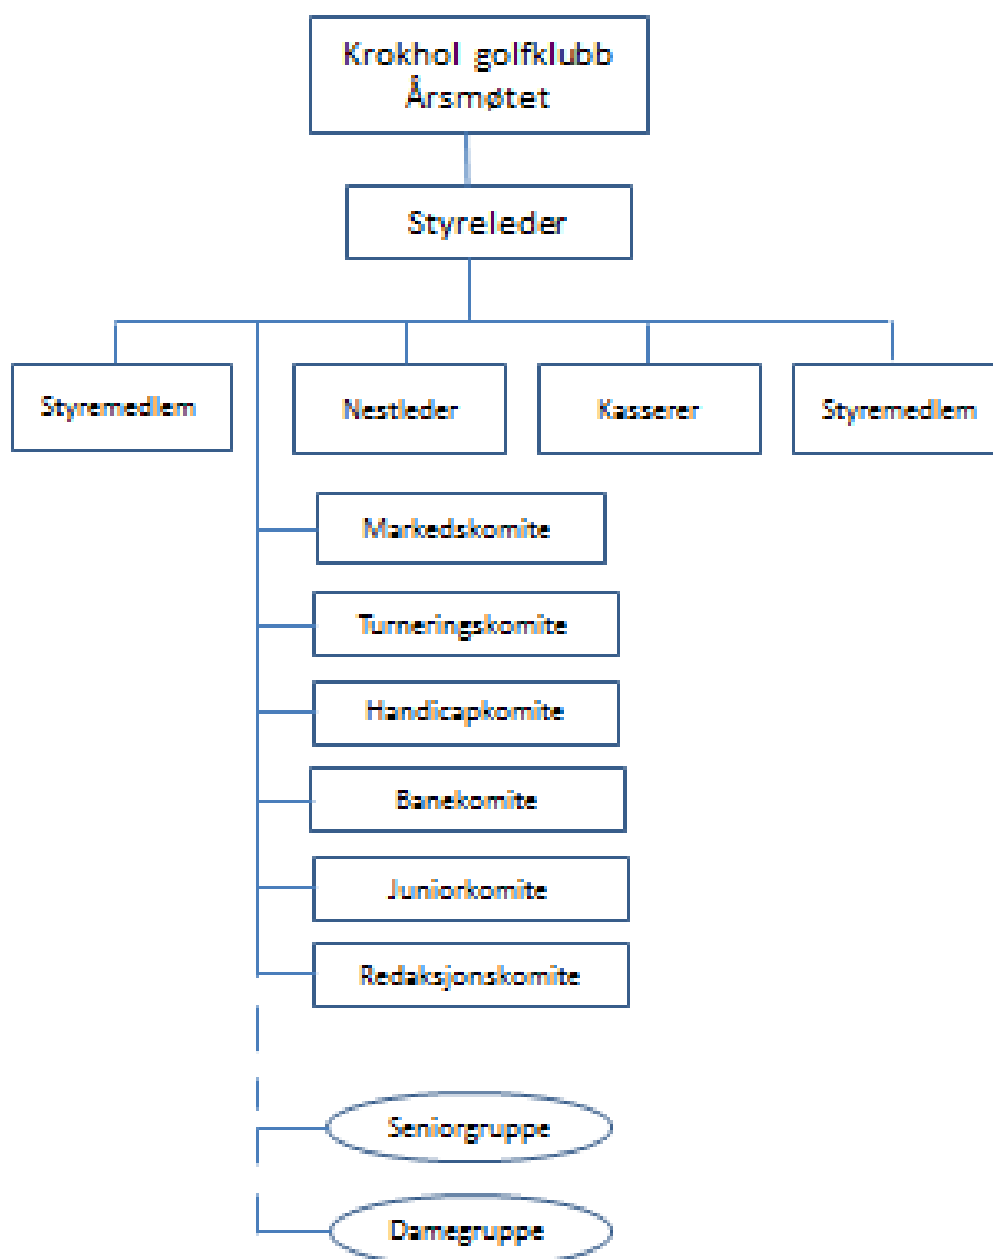 Krokhol golfklubb
Årsmøtet
Styreleder
Styremedlem
Nestleder
Kasserer
Styremedlem
Markedskomite
Turneringskomite
Handicapkomite
Banekomite
Juniorkomite
Redaksjonskomite
Seniorgruppe
Damegruppe